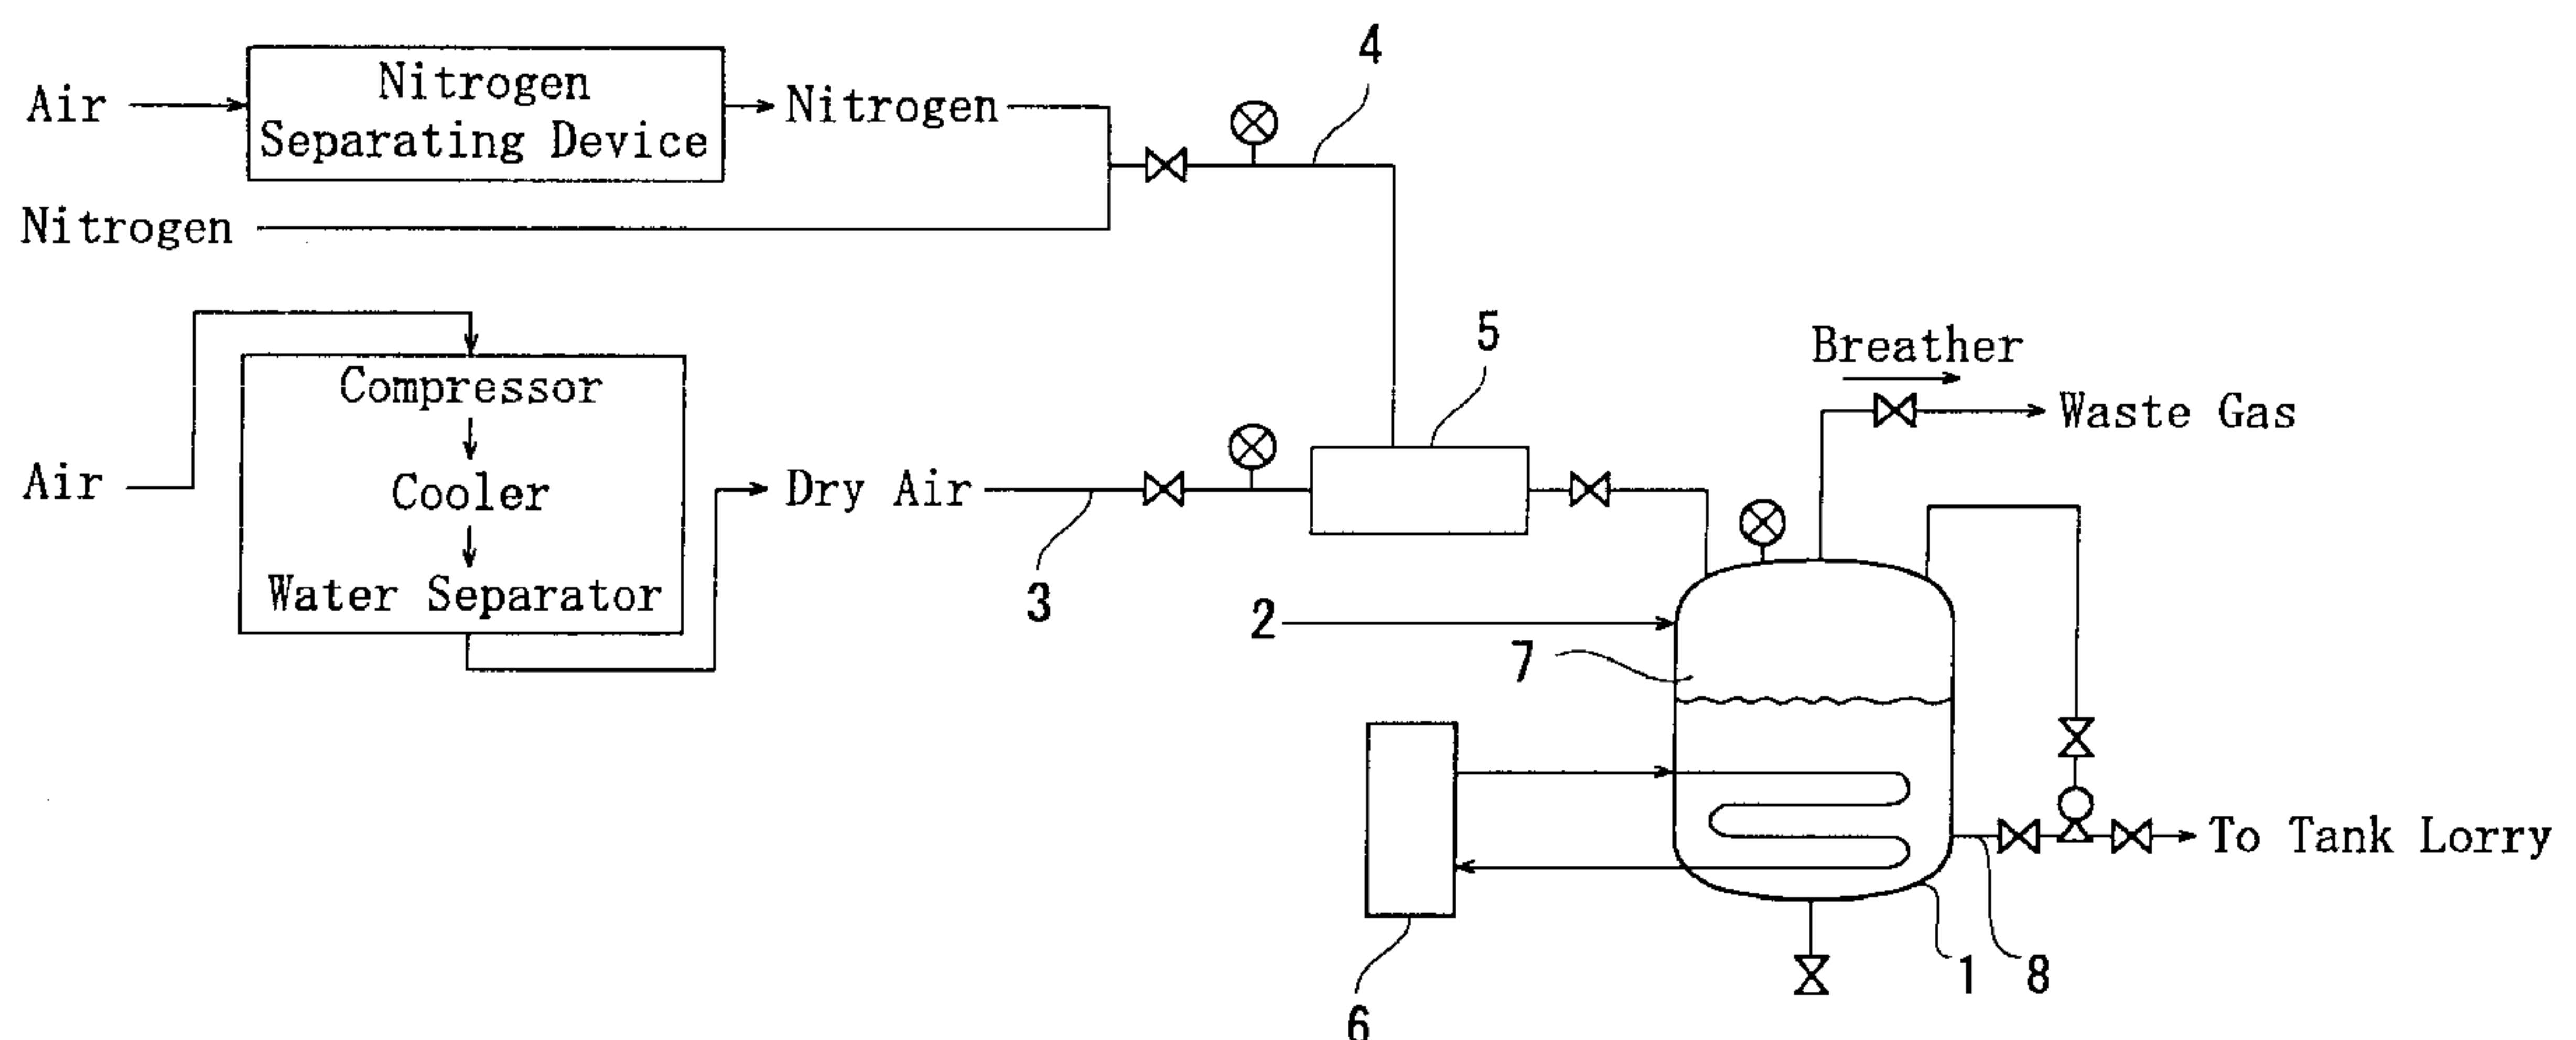 4
Air
Nitrogen
Separating Device
Nitrogen
Nitrogen
5
Breather
Waste Gas
Compressor
Air
Cooler
Dry Air
Water Separator
3
2
7
To Tank Lorry
1
8
6